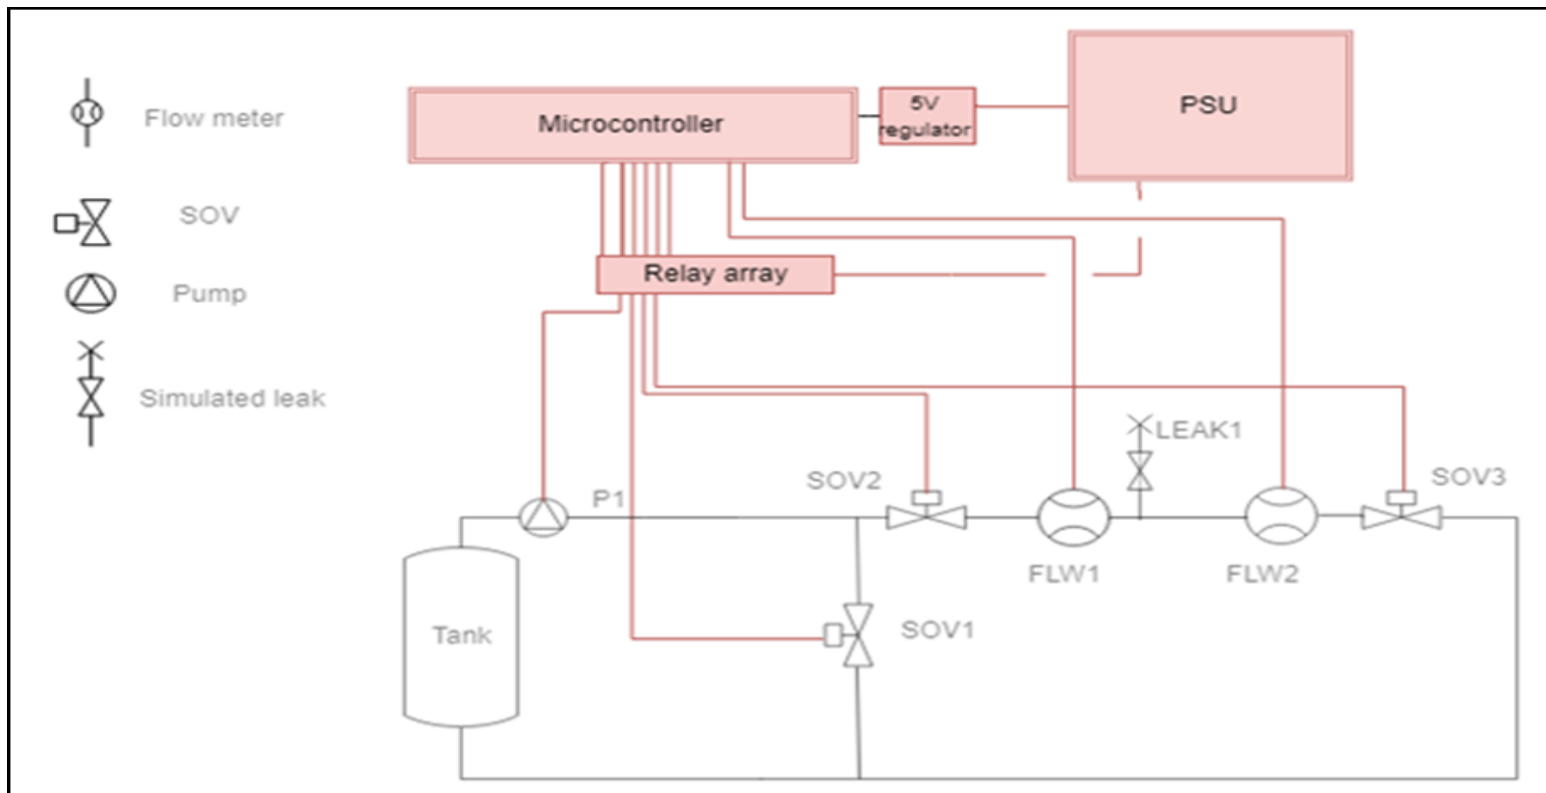 Flow meter
SOV
Pump
Simulated leak
Microcontroller
5V
regulator
PSU
Relay array
LEAK1
SOV2
SOV3
P1
FLW1
FLW2
Tank
SOV1